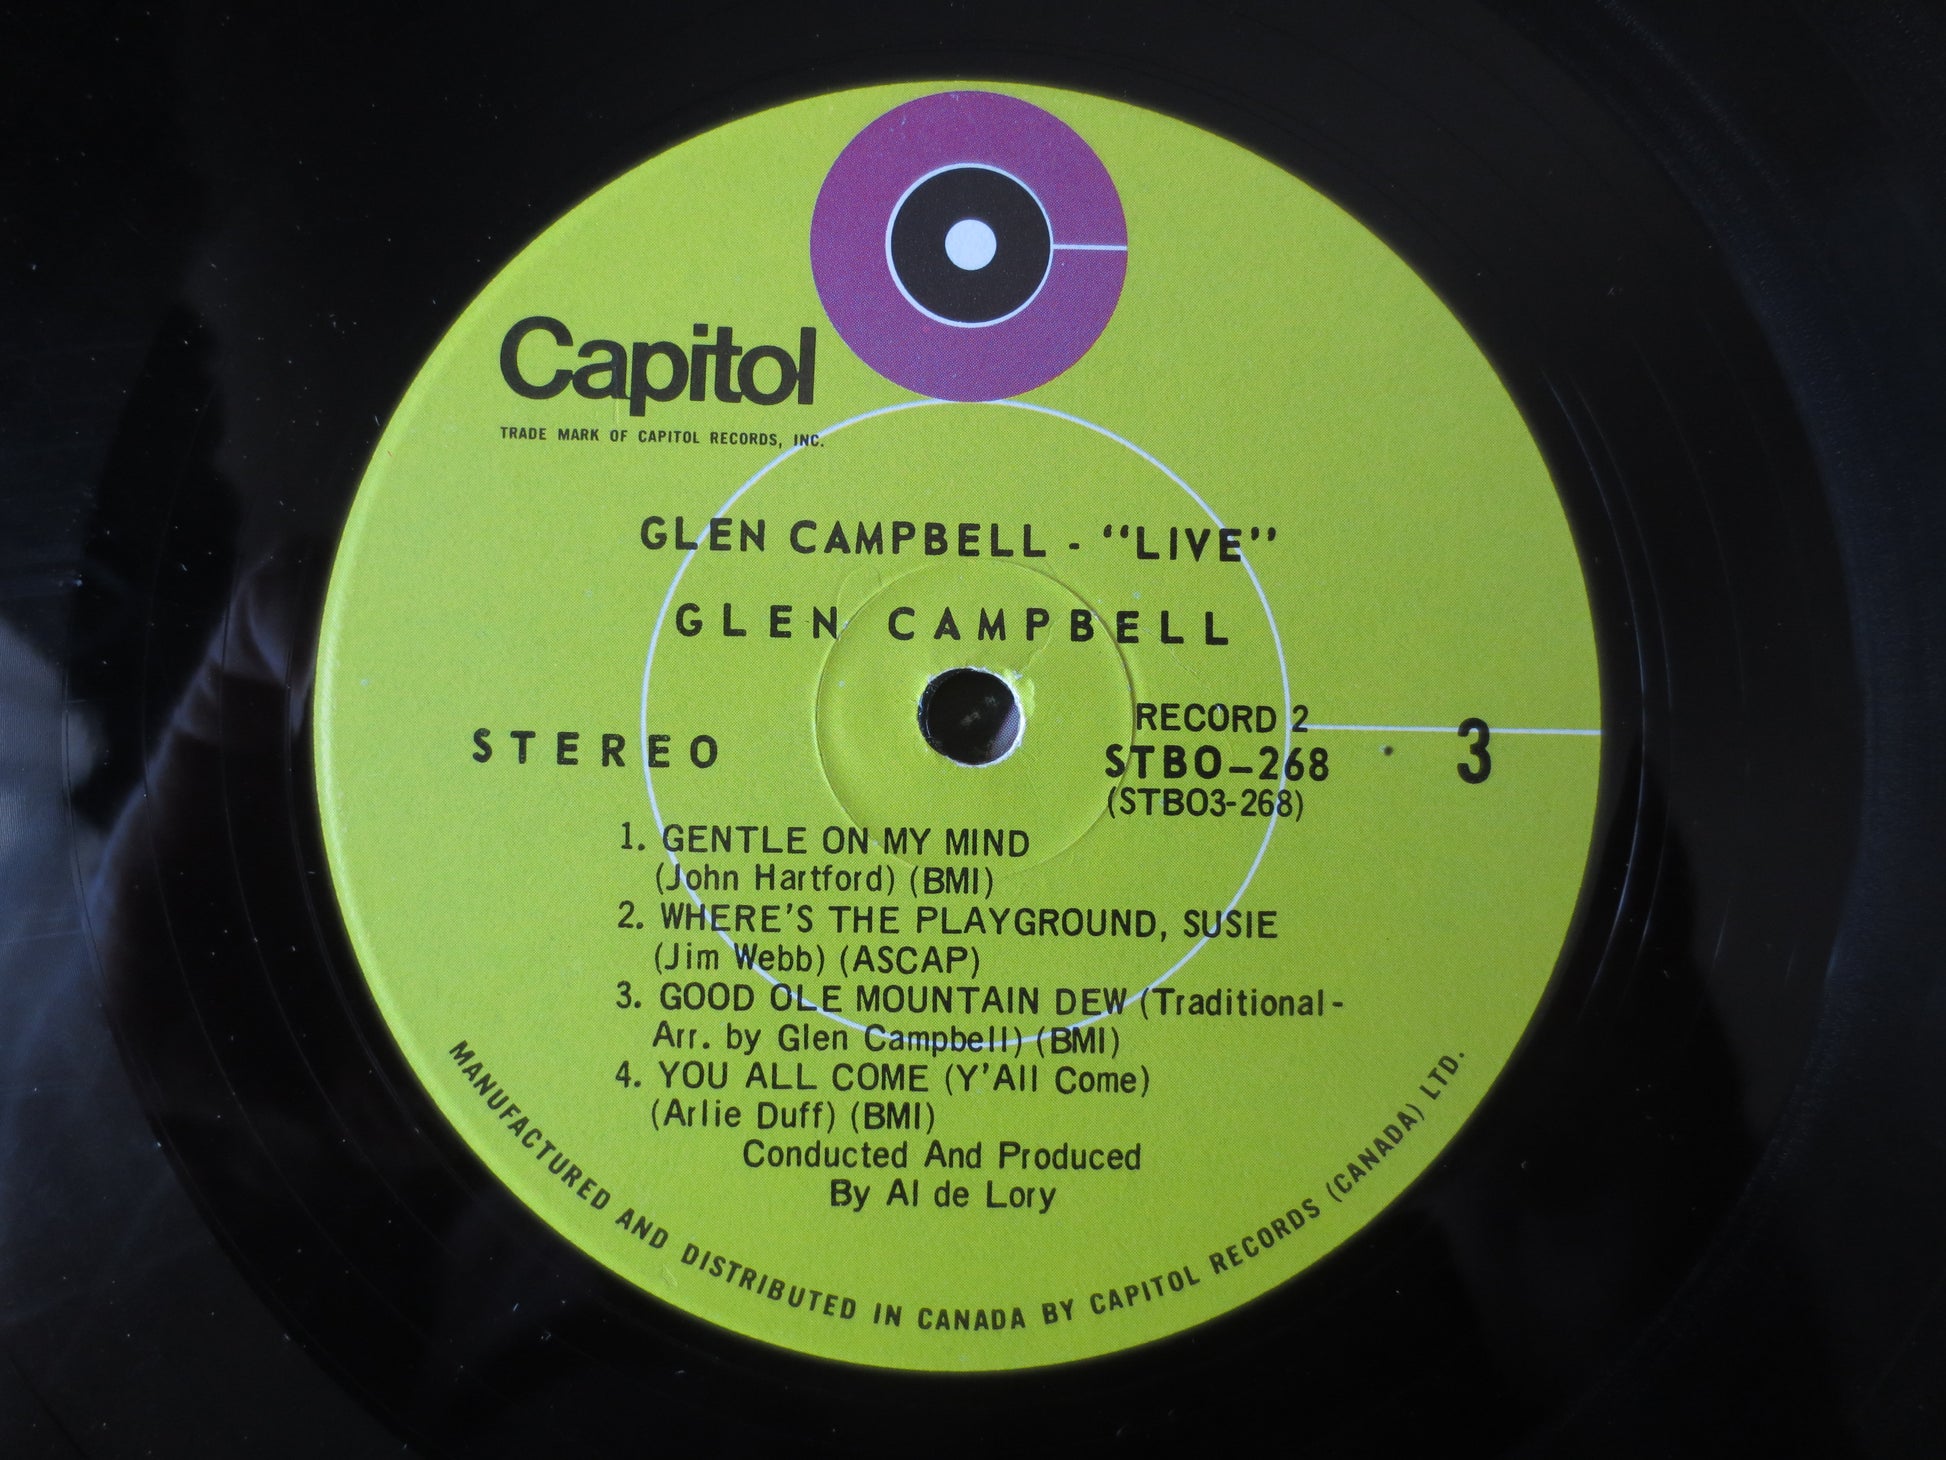 Capitol
TRADE MARK OF CAPITOL RECORDS, INC.
GLEN CAMPBELL - "LIVE"
GLEN CAMPBELL
STEREO
RECORD 2
STBO-268
(STBO3-268)
3
1. GENTLE ON MY MIND
(John Hartford) (BMI)
2. WHERE'S THE PLAYGROUND, SUSIE
(Jim Webb) (ASCAP)
3. GOOD OLE MOUNTAIN DEW (Traditional-
Arr. by Glen Campbell) (BMI)
4. YOU ALL COME (Y'All Come)
(Arlie Duff) (BMI)
Conducted And Produced
By Al de Lory
MANUFACTURED AND DISTRIBUTED IN CANADA BY CAPITOL RECORDS (CANADA) LTD.